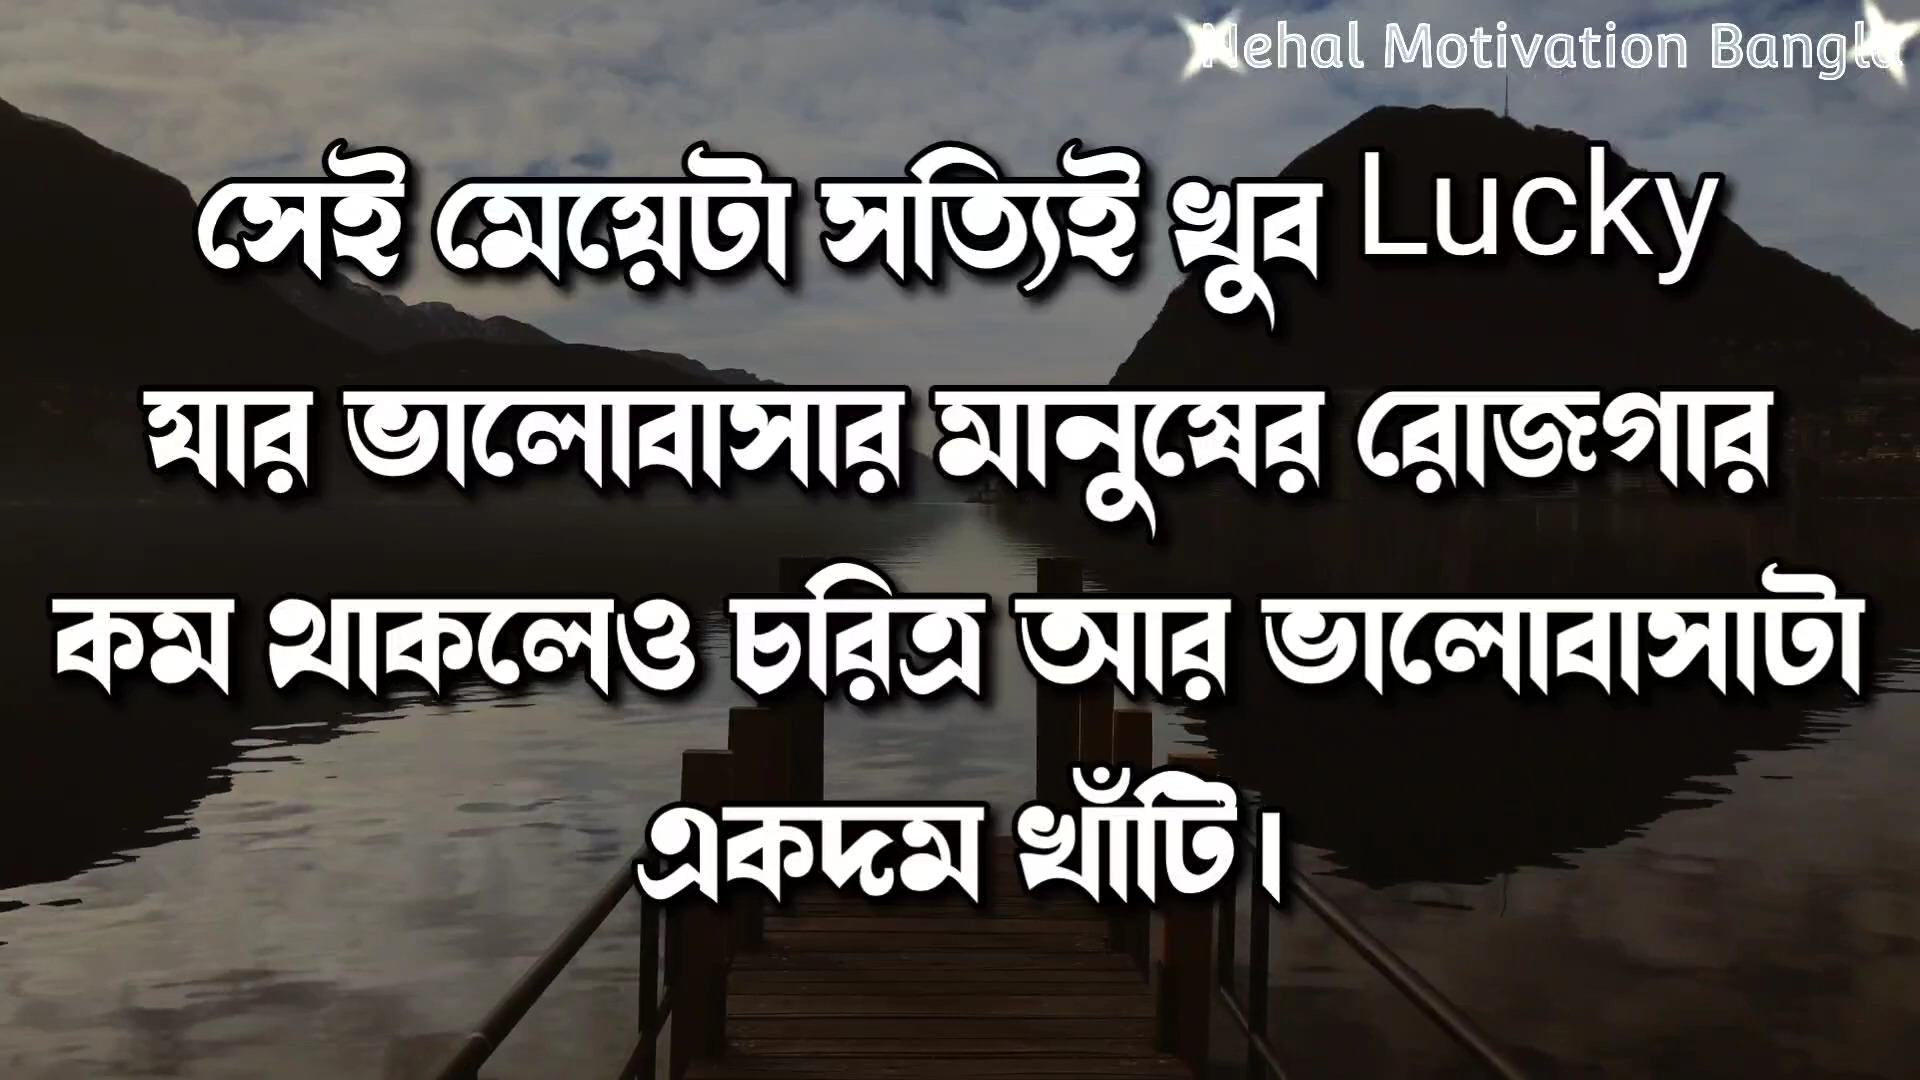 Nehal Motivation Bangla
সেই মেয়েটা সত্যিই খুব Lucky
যার ভালোবাসার মানুষের রোজগার
কম থাকলেও চরিত্র আর ভালোবাসাটা
একদম খাঁটি।